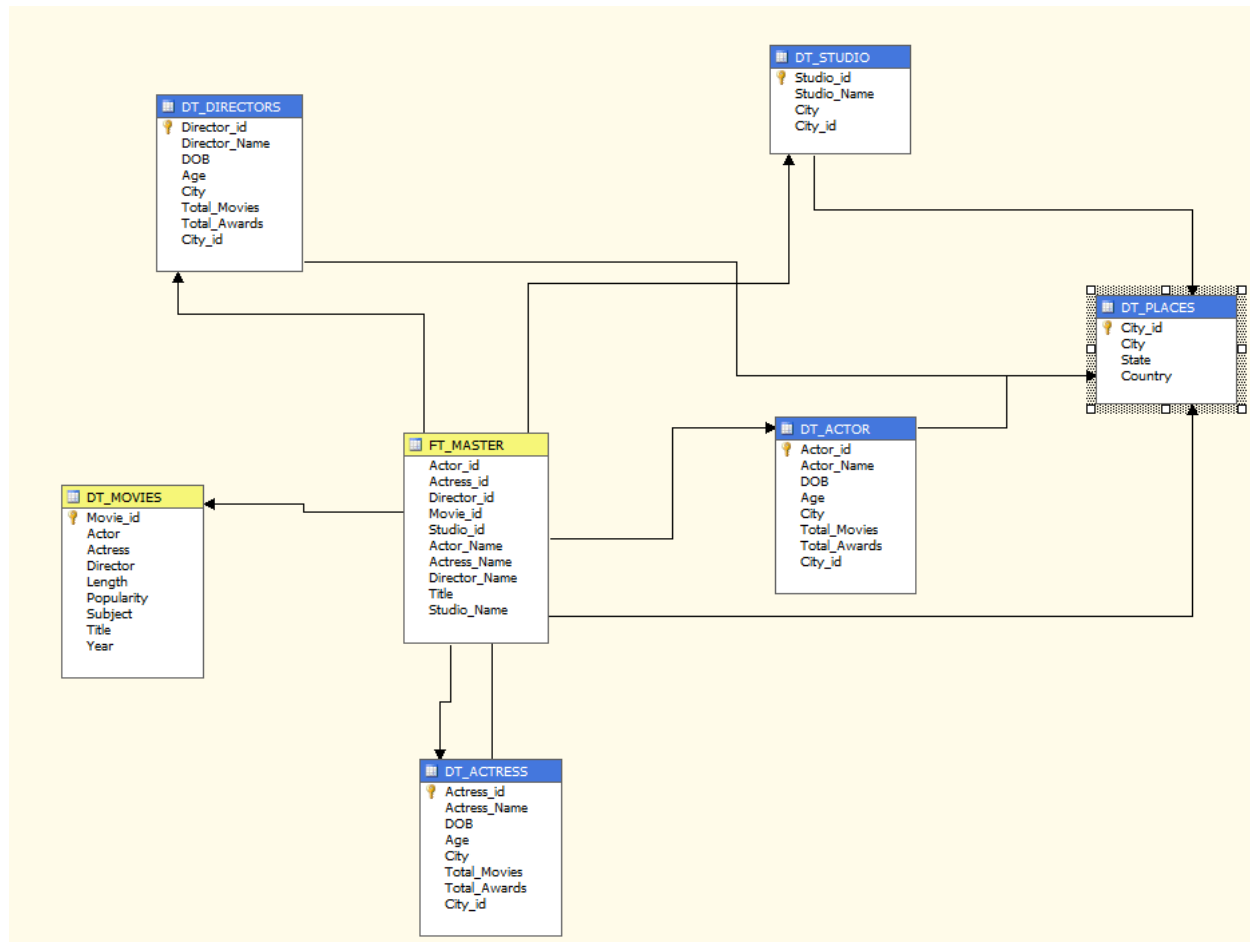 DT_STUDIO
Studio_id
Studio_Name
City
City_id
DT_DIRECTORS
Director_id
Director_Name
DOB
Age
City
Total_Movies
Total_Awards
City_id
DT_PLACES
City_id
City
State
Country
DT_ACTOR
Actor_id
Actor_Name
DOB
Age
City
Total_Movies
Total_Awards
City_id
FT_MASTER
Actor_id
Actress_id
Director_id
Movie_id
Studio_id
Actor_Name
Actress_Name
Director_Name
Title
Studio_Name
DT_MOVIES
Movie_id
Actor
Actress
Director
Length
Popularity
Subject
Title
Year
DT_ACTRESS
Actress_id
Actress_Name
DOB
Age
City
Total_Movies
Total_Awards
City_id